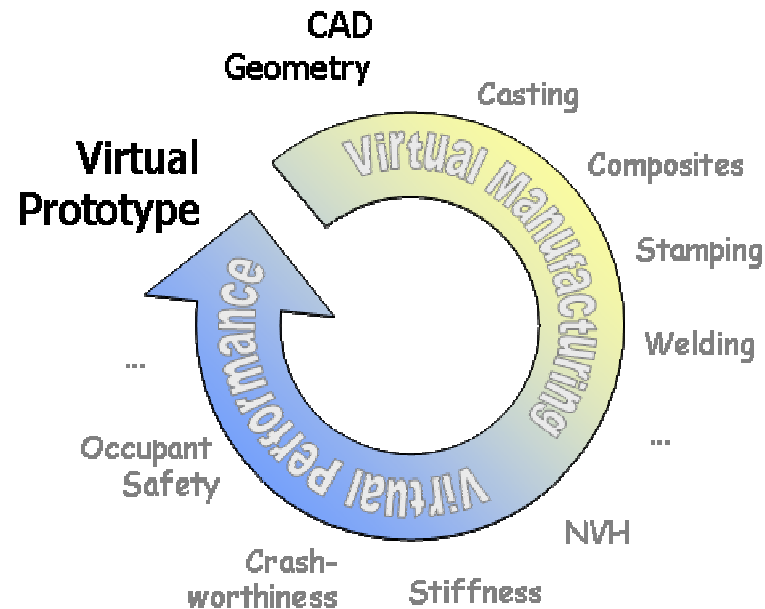 CAD
Geometry
Casting
Virtual Manufacturing
Composites
Virtual
Prototype
Stamping
Welding
...
NVH
Stiffness
Crash-
worthiness
Occupant
Safety
...
Virtual Performance